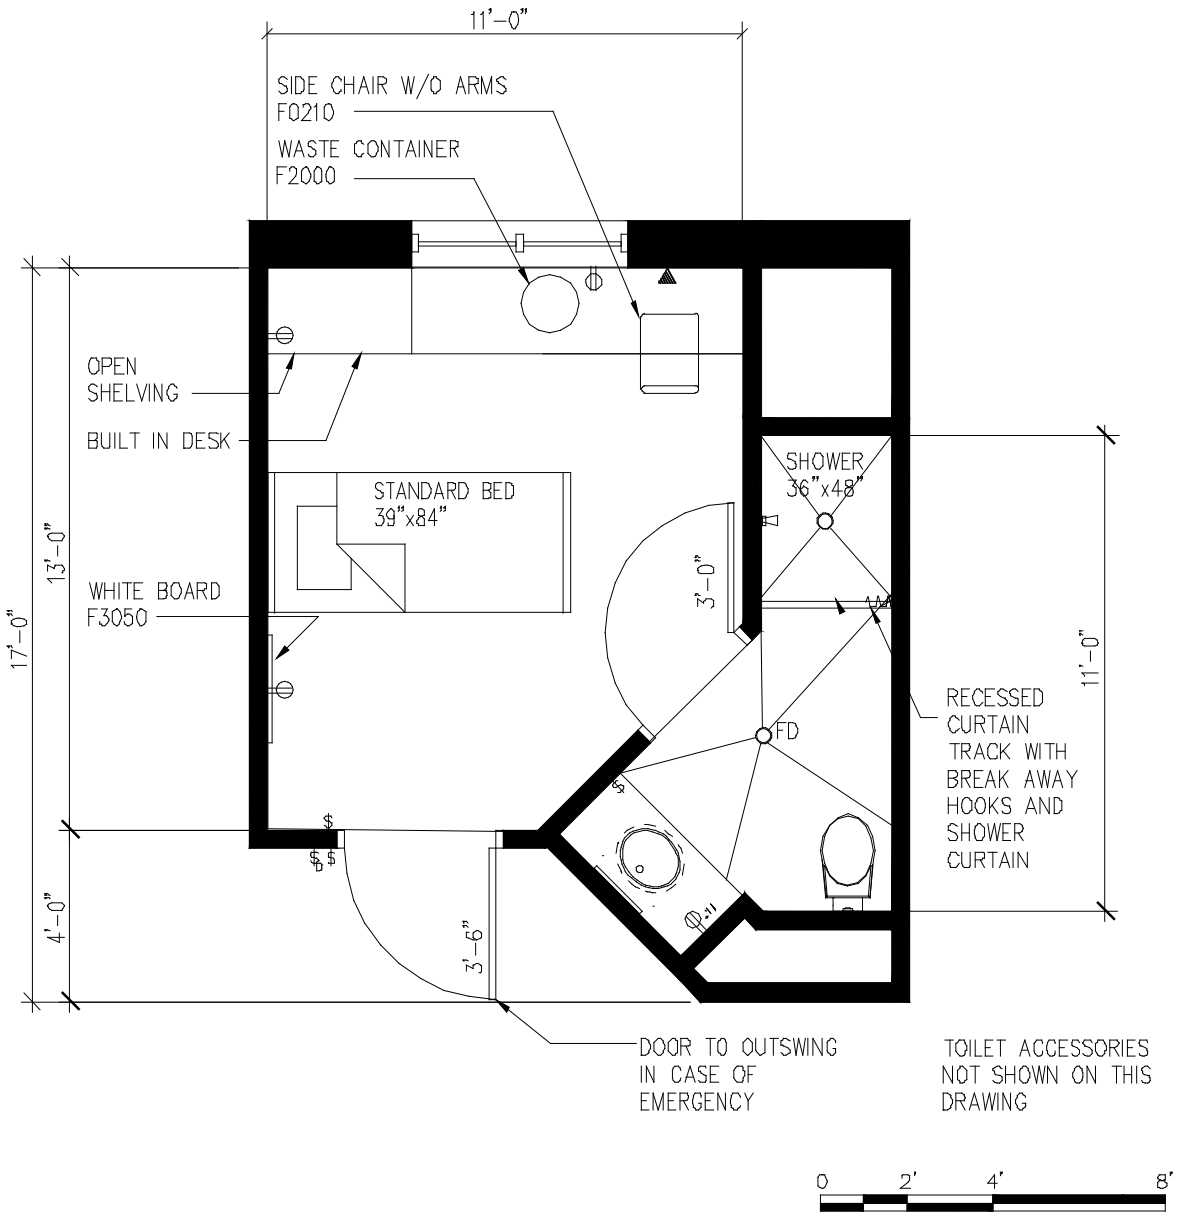 11'-0"
SIDE CHAIR W/O ARMS
F0210
WASTE CONTAINER
F2000
OPEN
SHELVING
BUILT IN DESK
SHOWER
36"x48"
STANDARD BED
39"x84"
13'-0"
17'-0"
3'-0"
WHITE BOARD
F3050
11'-0"
RECESSED
CURTAIN
TRACK WITH
BREAK AWAY
HOOKS AND
SHOWER
CURTAIN
FD
$
$
$
$
D
4'-0"
3'-6"
DOOR TO OUTSWING
IN CASE OF
EMERGENCY
TOILET ACCESSORIES
NOT SHOWN ON THIS
DRAWING
0 2' 4' 8'